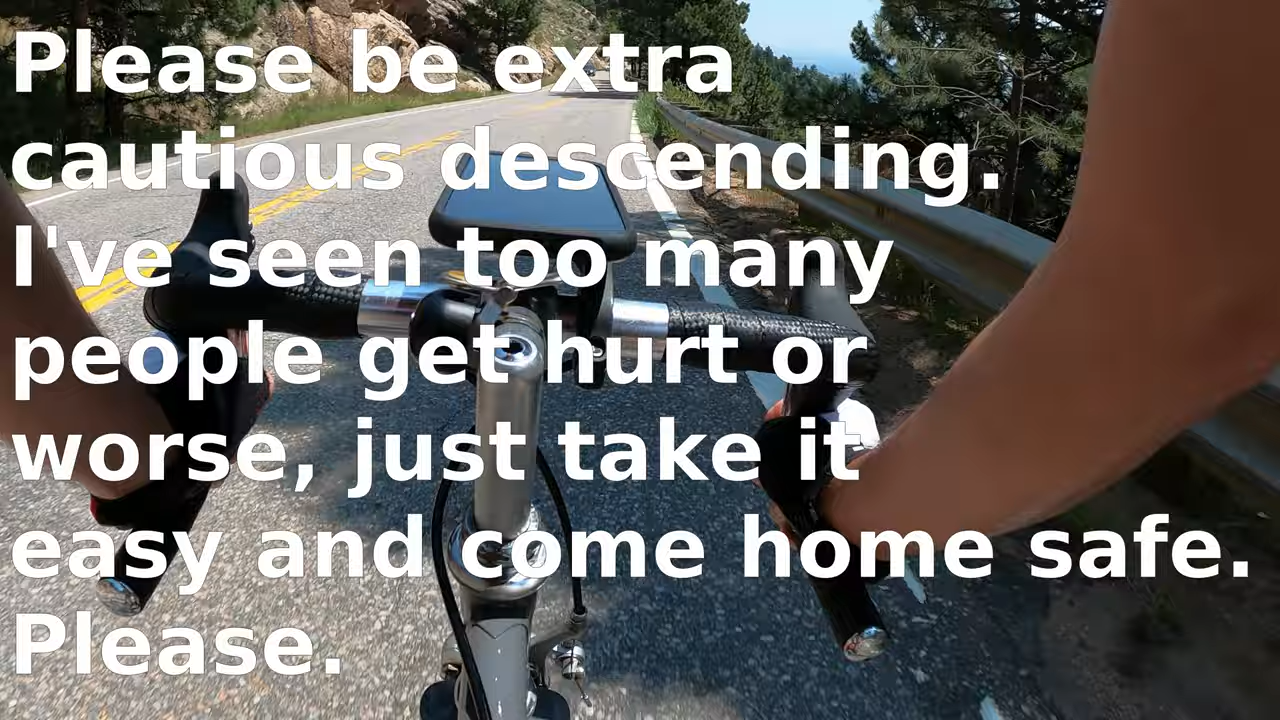 Please be extra
cautious descending.
I've seen too many
people get hurt or
worse, just take it
easy and come home safe.
Please.